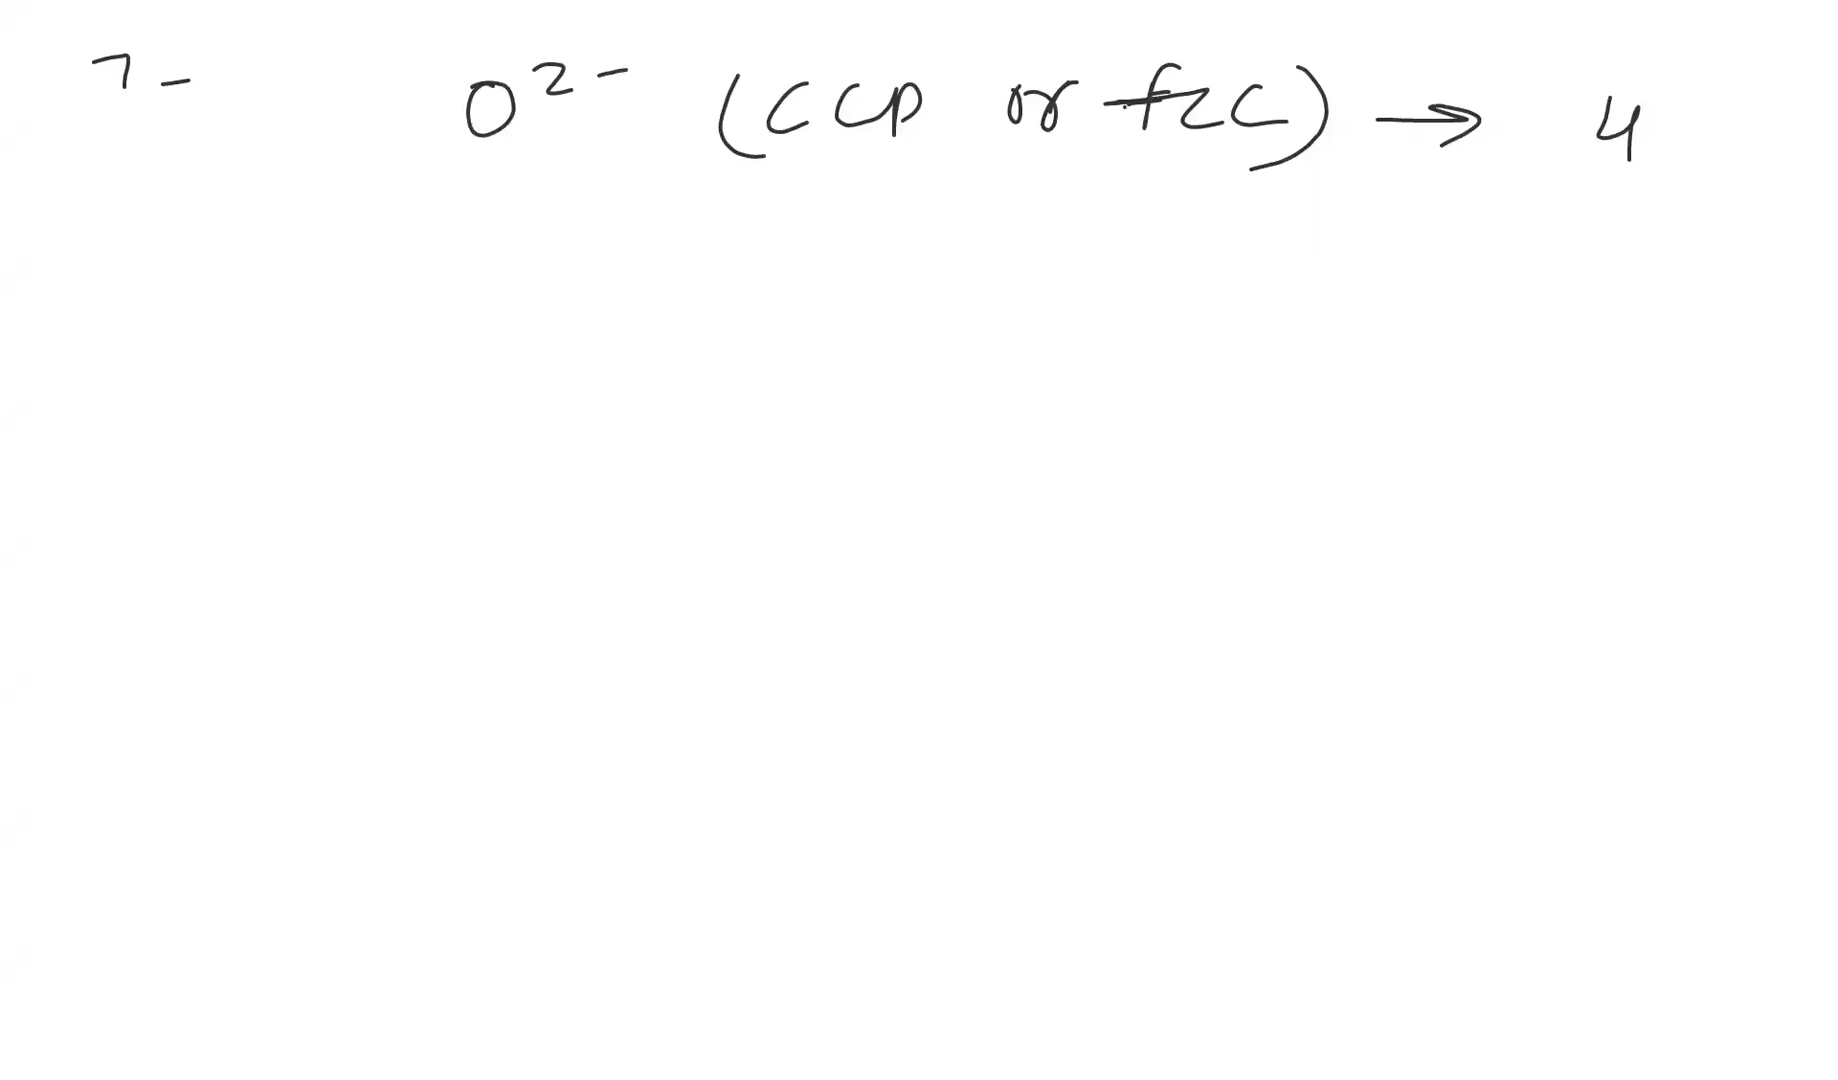 7- O²⁻ (CCP or fcc) → 4